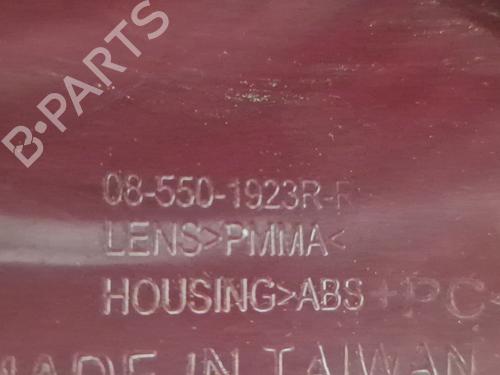 B-PARTS
08-550-1923R-R
LENS>PMMA<
HOUSING>ABS+PC
MADE IN TAIWAN